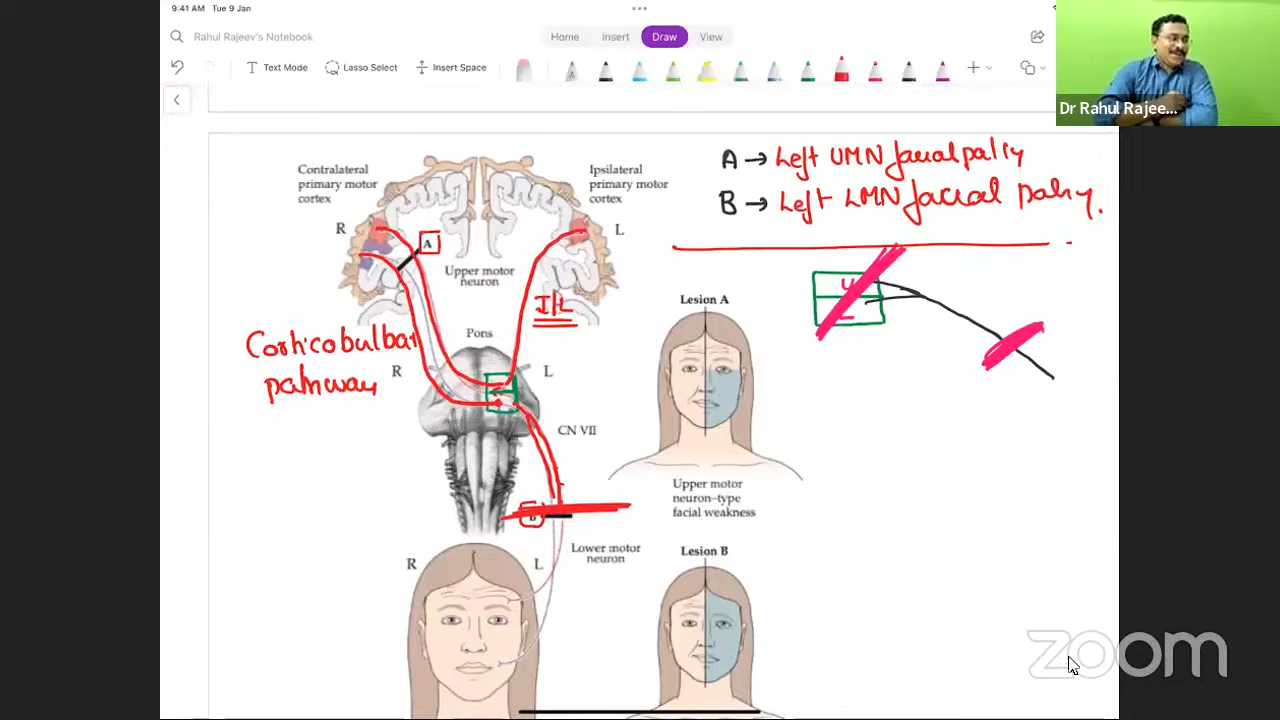 9:41 AM Tue 9 Jan
Rahul Rajeev's Notebook
Home Insert Draw View
Text Mode Lasso Select Insert Space
Dr Rahul Rajee...
Contralateral
primary motor
cortex
Ipsilateral
primary motor
cortex
R
L
A
Upper motor
neuron
I/L
Corticobulbar
pathway
Pons
R
L
CN VII
Lower motor
neuron
R
L
A → Left UMN facial palsy
B → Left LMN facial palsy.
U
L
Lesion A
Upper motor
neuron–type
facial weakness
Lesion B
zoom